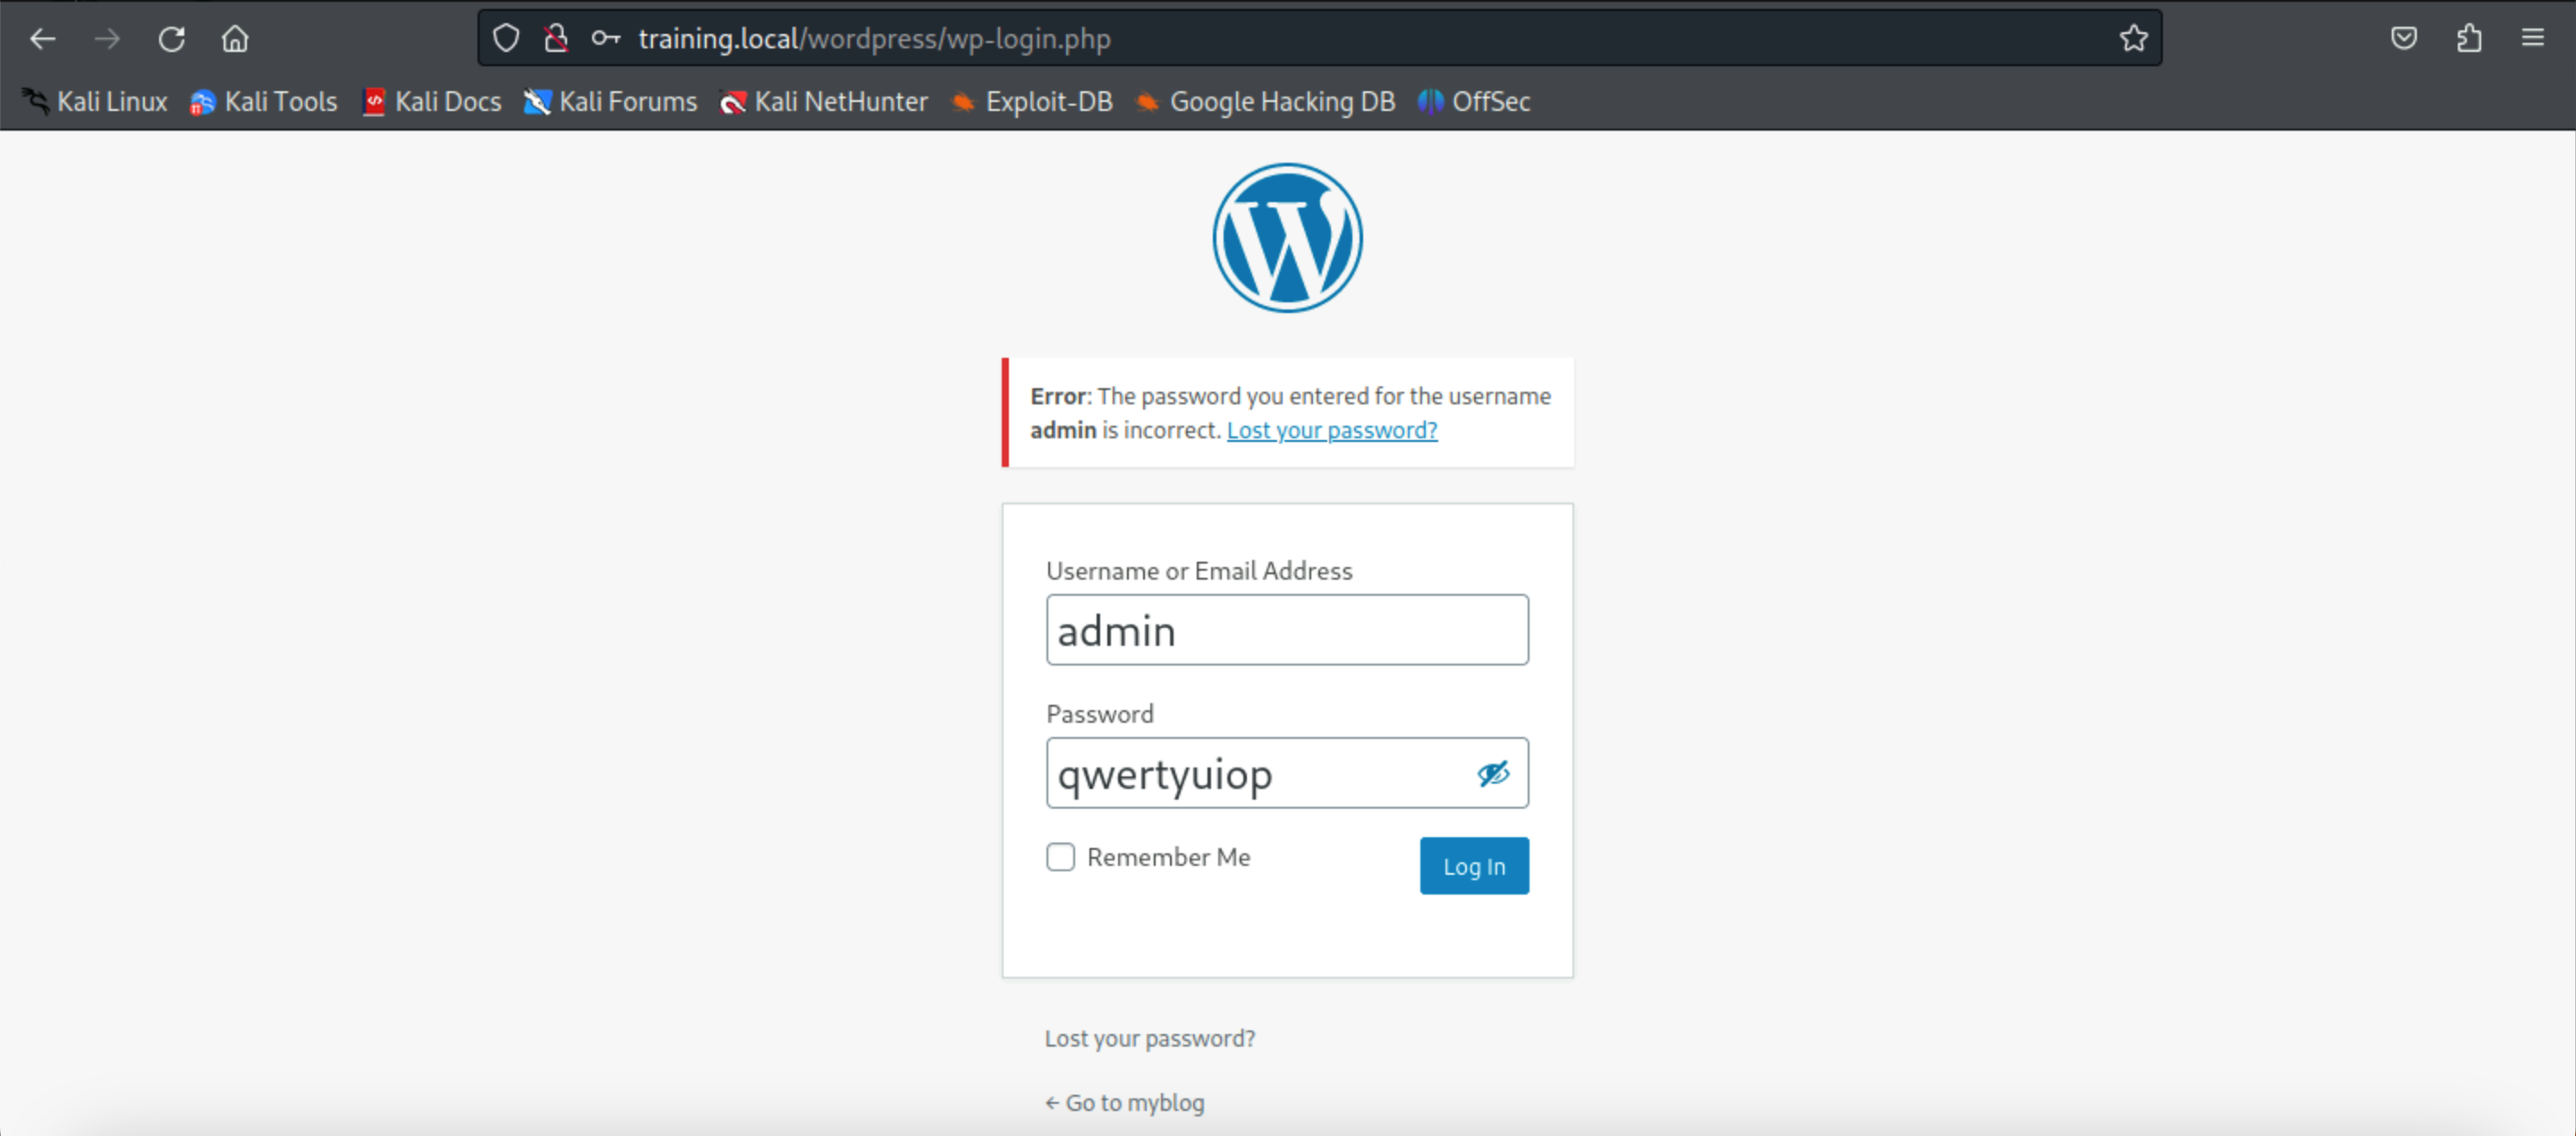 training.local/wordpress/wp-login.php
Kali Linux Kali Tools Kali Docs Kali Forums Kali NetHunter Exploit-DB Google Hacking DB OffSec
Error: The password you entered for the username
admin is incorrect. Lost your password?
Username or Email Address
admin
Password
qwertyuiop
Remember Me Log In
Lost your password?
← Go to myblog